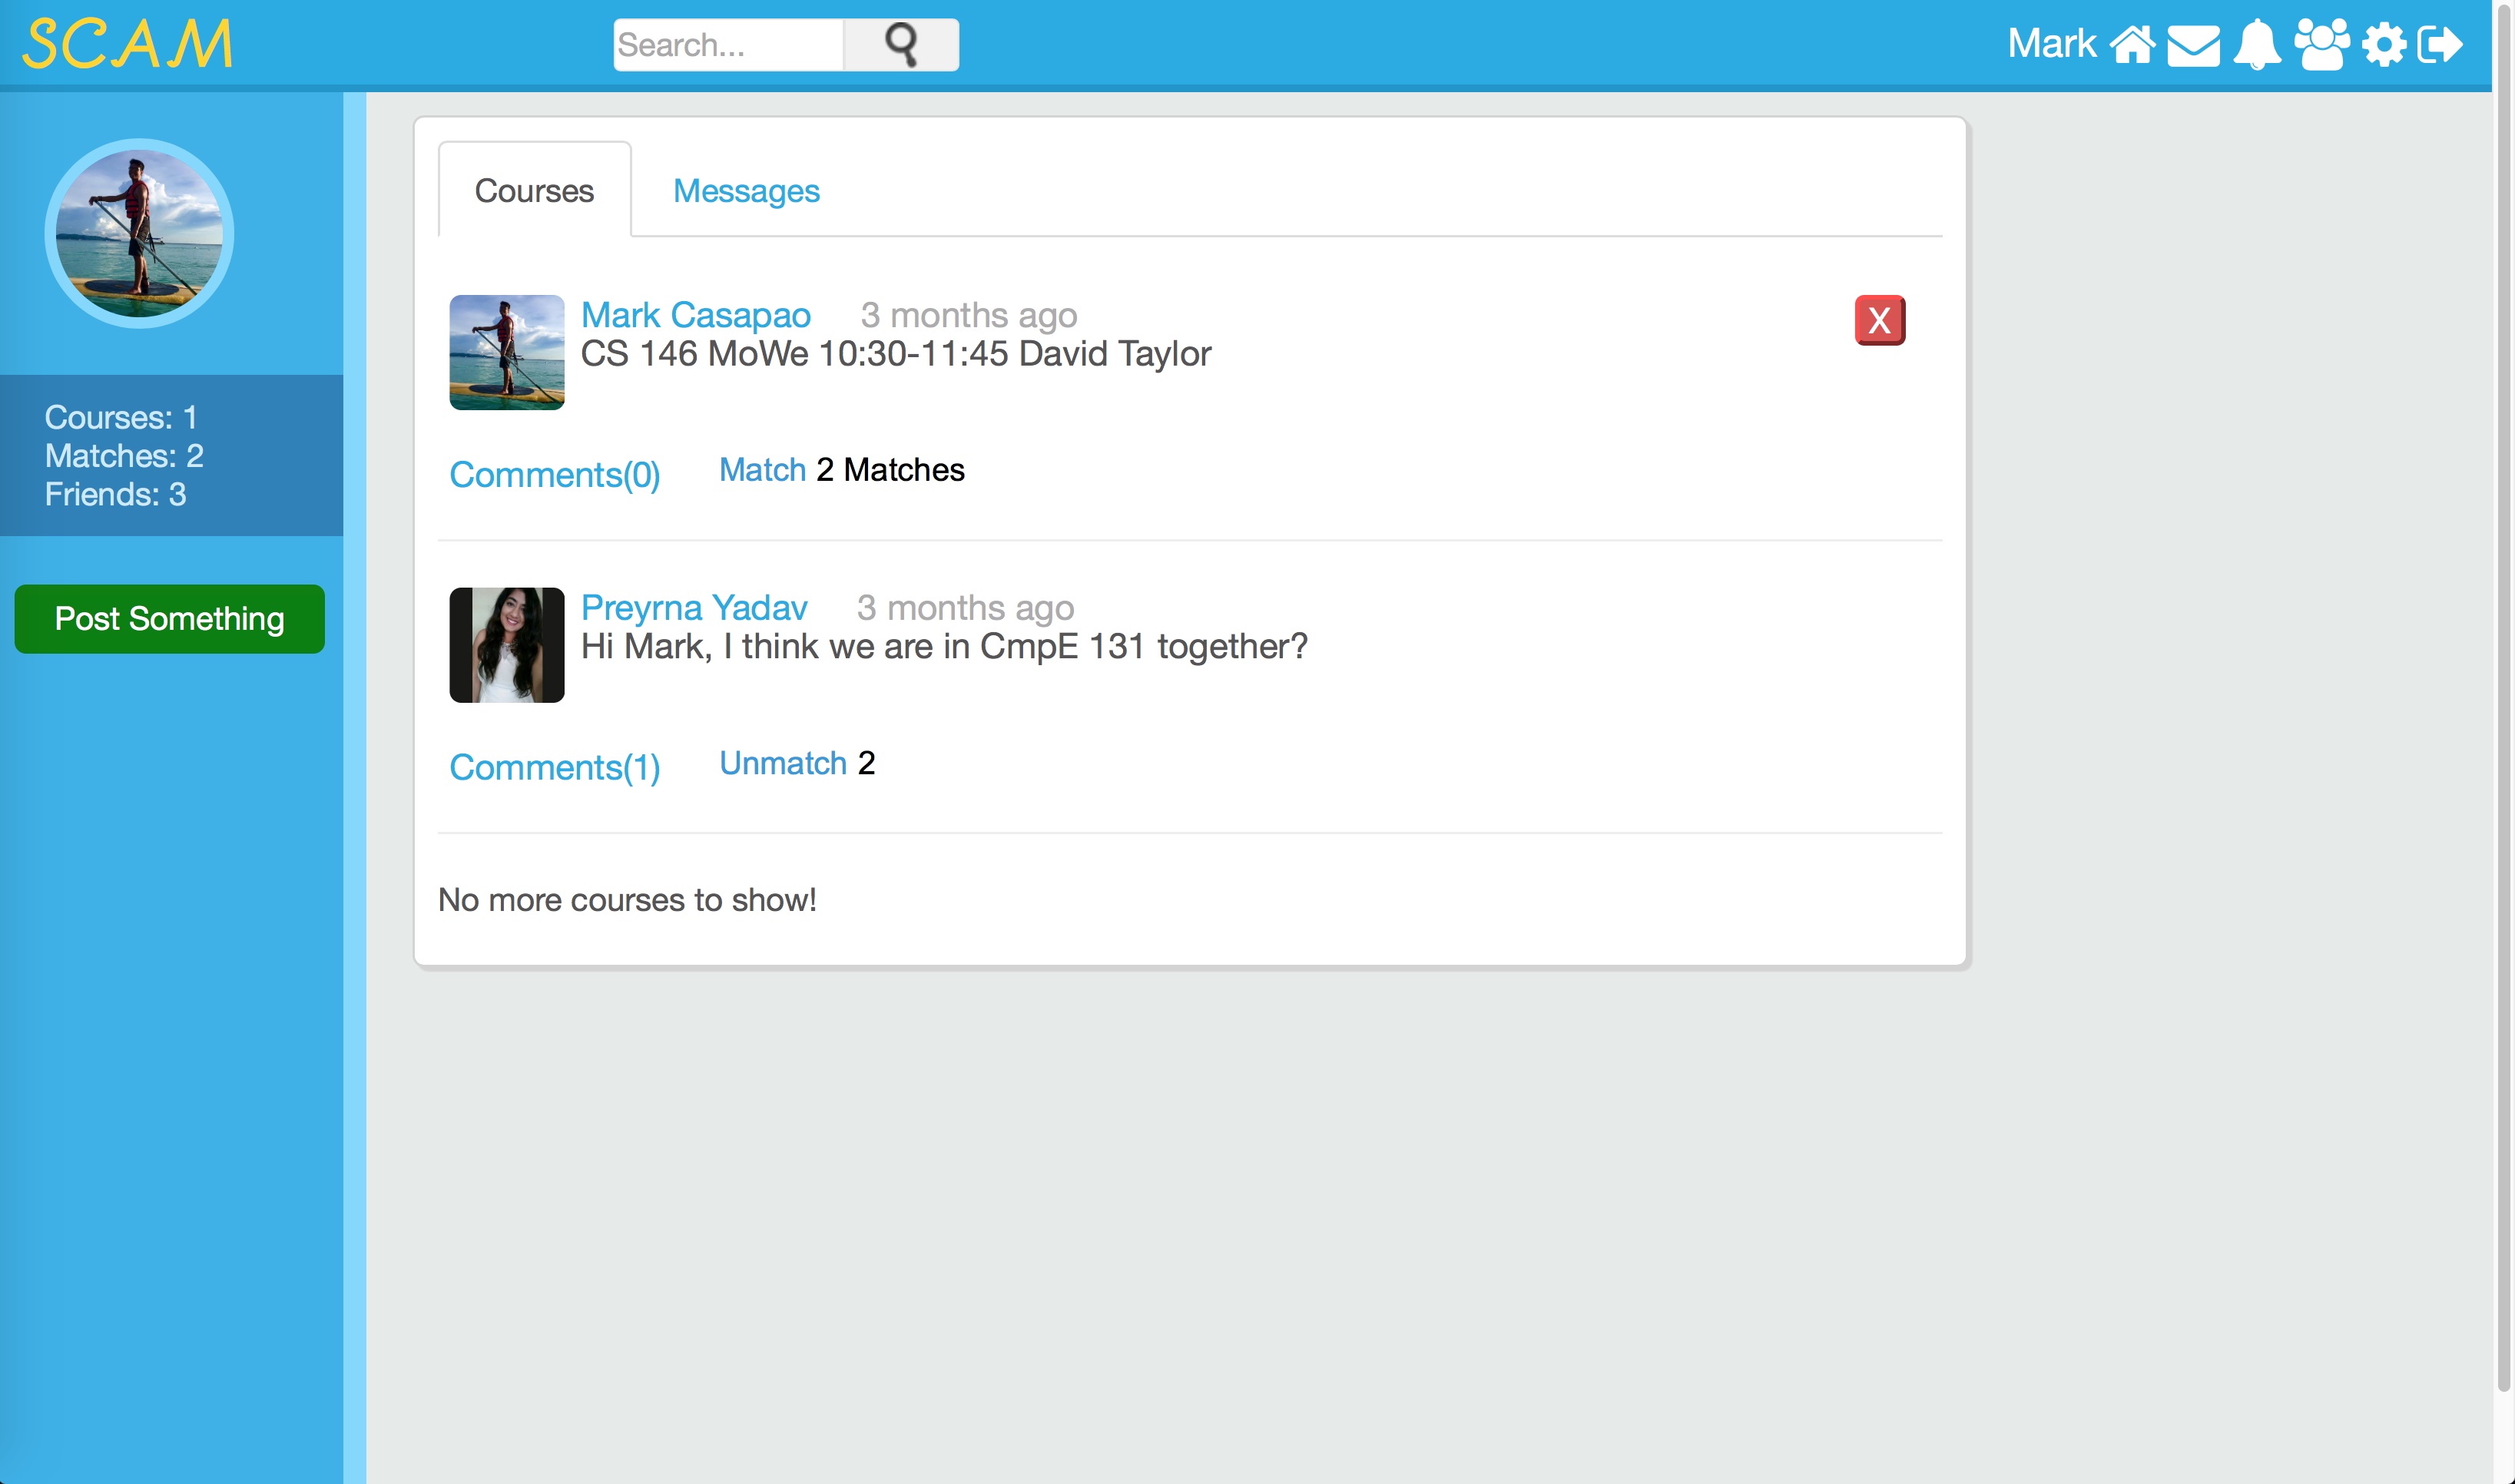 SCAM
Search...
Mark
Courses: 1
Matches: 2
Friends: 3
Post Something
Courses
Messages
Mark Casapao 3 months ago
X
CS 146 MoWe 10:30-11:45 David Taylor
Comments(0) Match 2 Matches
Preyrna Yadav 3 months ago
Hi Mark, I think we are in CmpE 131 together?
Comments(1) Unmatch 2
No more courses to show!